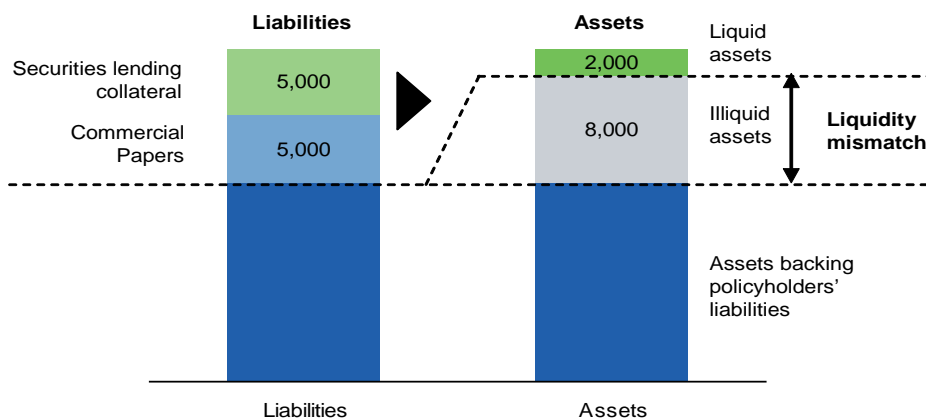 Liabilities
Assets
Securities lending
collateral
5,000
2,000
Liquid
assets
Commercial
Papers
5,000
8,000
Illiquid
assets
Liquidity
mismatch
Assets backing
policyholders’
liabilities
Liabilities
Assets